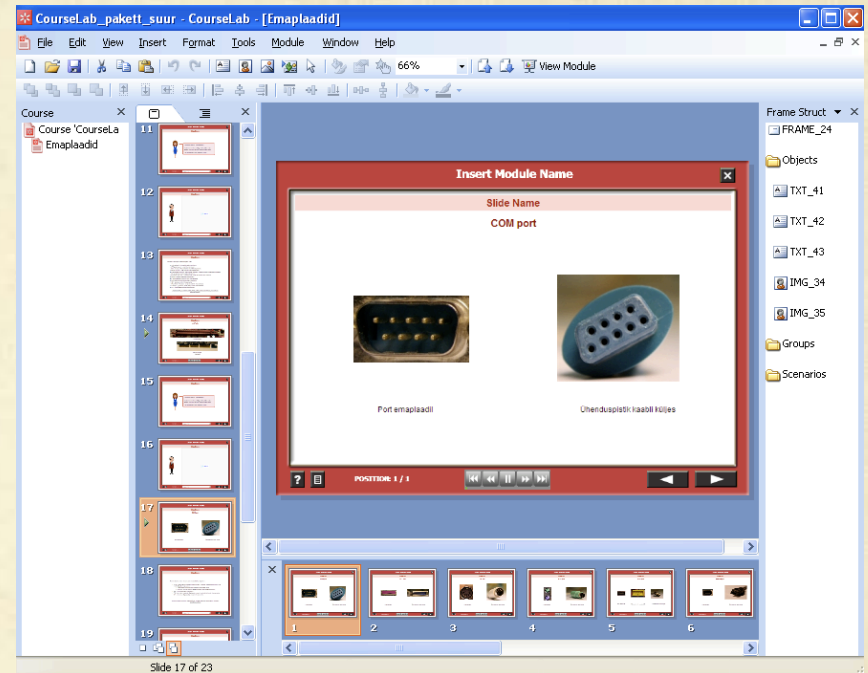 CourseLab_pakett_suur - CourseLab - [Emaplaadid]
File Edit View Insert Format Tools Module Window Help
66% View Module
Course
Course 'CourseLa
Emaplaadid
11
12
13
14
15
16
17
18
19
Insert Module Name
Slide Name
COM port
Port emaplaadil
Ühenduspistik kaabli küljes
? POSITION: 1 / 1
1 2 3 4 5 6
Frame Struct
FRAME_24
Objects
TXT_41
TXT_42
TXT_43
IMG_34
IMG_35
Groups
Scenarios
Slide 17 of 23